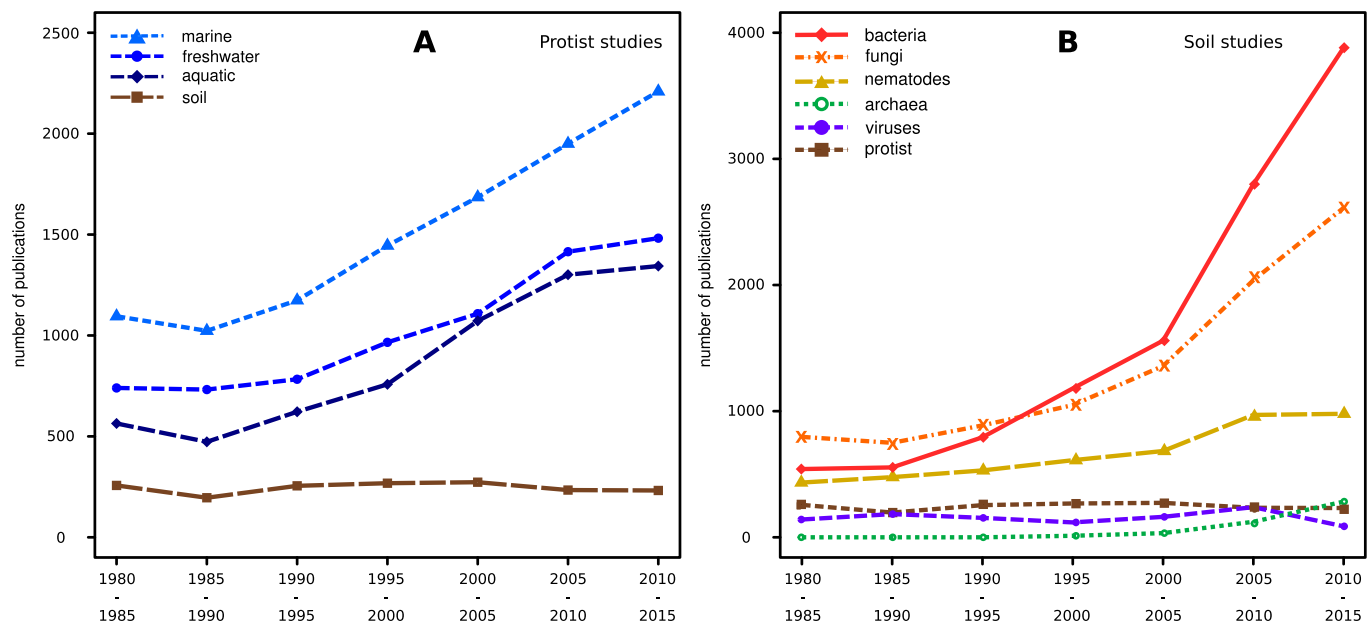 A
Protist studies
marine
freshwater
aquatic
soil
number of publications
2500
2000
1500
1000
500
0
1980 1985 1990 1995 2000 2005 2010
- - - - - - -
1985 1990 1995 2000 2005 2010 2015
B
Soil studies
bacteria
fungi
nematodes
archaea
viruses
protist
number of publications
4000
3000
2000
1000
0
1980 1985 1990 1995 2000 2005 2010
- - - - - - -
1985 1990 1995 2000 2005 2010 2015